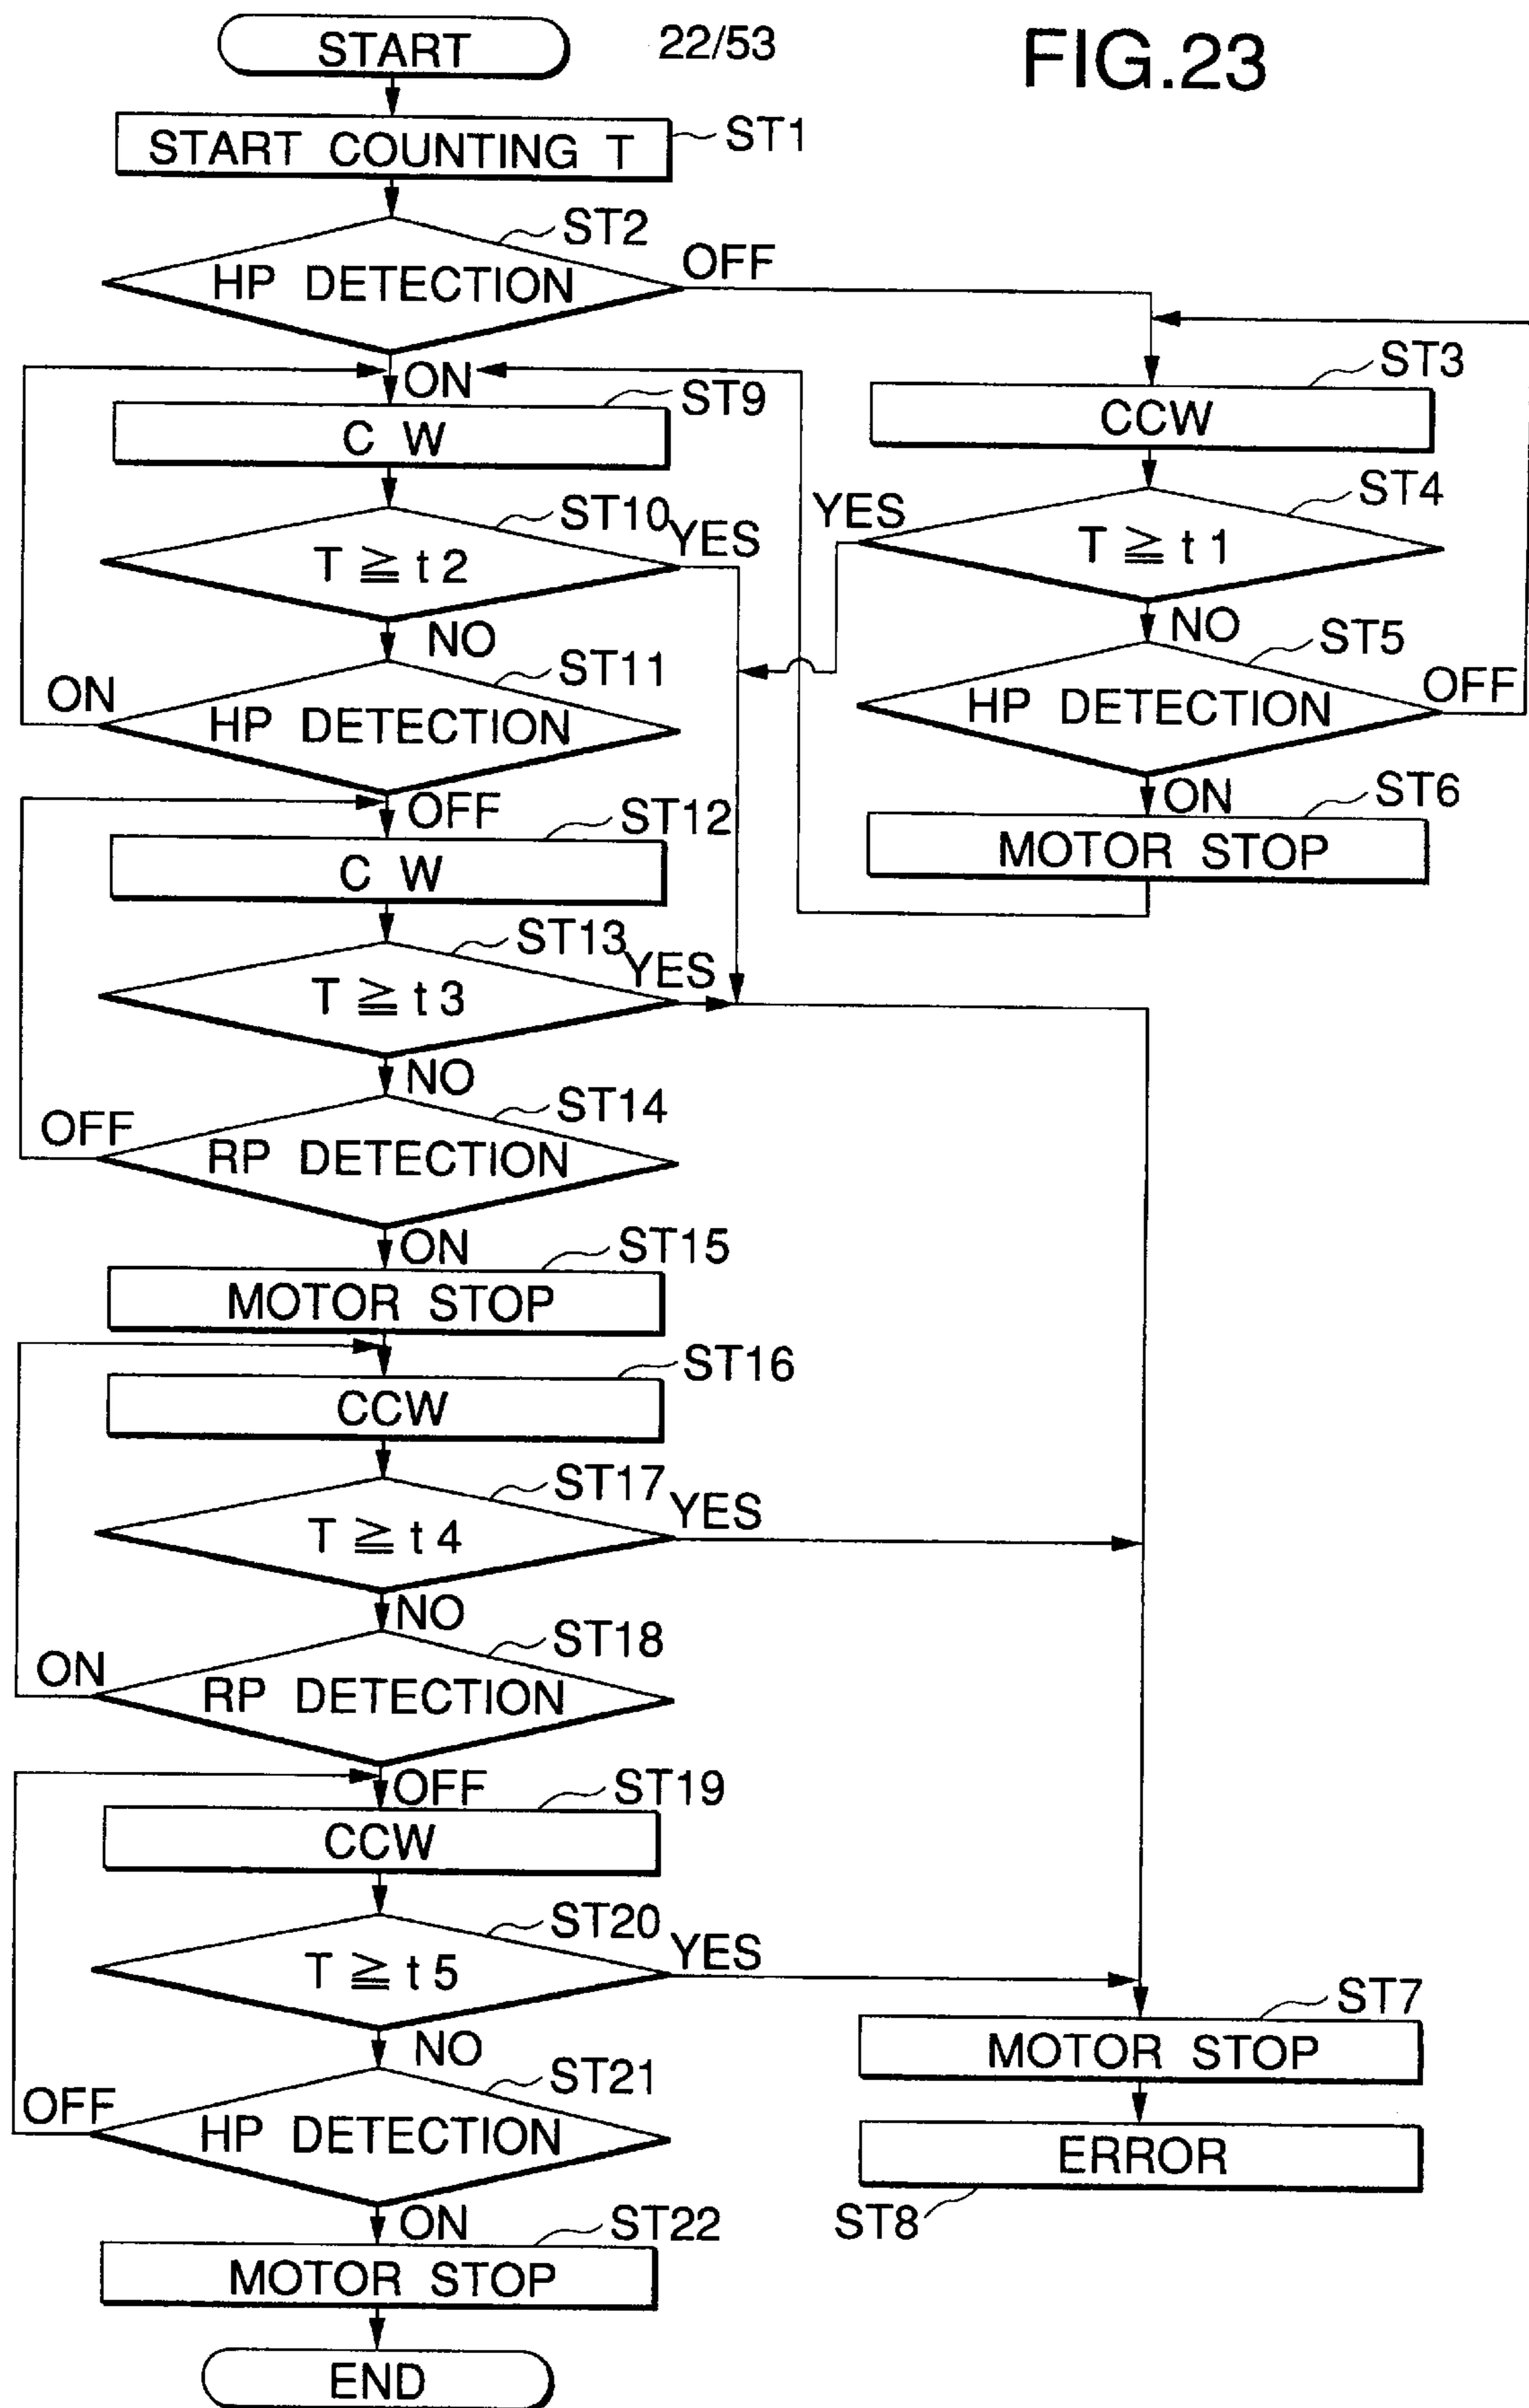 START
22/53
FIG.23
START COUNTING T
ST1
ST2
HP DETECTION
OFF
ON
ST9
C W
ST3
CCW
ST10
YES
T ≧ t 2
NO
ST4
YES
T ≧ t 1
NO
ST11
ON
HP DETECTION
OFF
ST5
HP DETECTION
OFF
ON
ST6
MOTOR STOP
ST12
C W
ST13
YES
T ≧ t 3
NO
ST14
OFF
RP DETECTION
ON
ST15
MOTOR STOP
ST16
CCW
ST17
YES
T ≧ t 4
NO
ST18
ON
RP DETECTION
OFF
ST19
CCW
ST20
YES
T ≧ t 5
NO
ST21
OFF
HP DETECTION
ON
ST22
MOTOR STOP
END
ST7
MOTOR STOP
ERROR
ST8